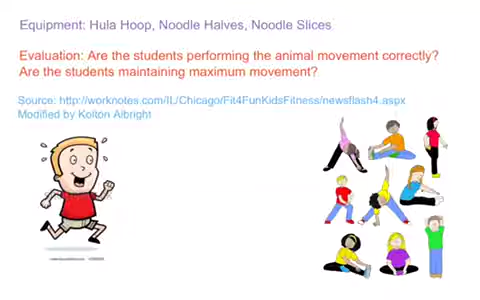 Equipment: Hula Hoop, Noodle Halves, Noodle Slices
Evaluation: Are the students performing the animal movement correctly?
Are the students maintaining maximum movement?
Source: http://worknotes.com/IL/Chicago/Fit4FunKidsFitness/newsflash4.aspx
Modified by Kolton Albright